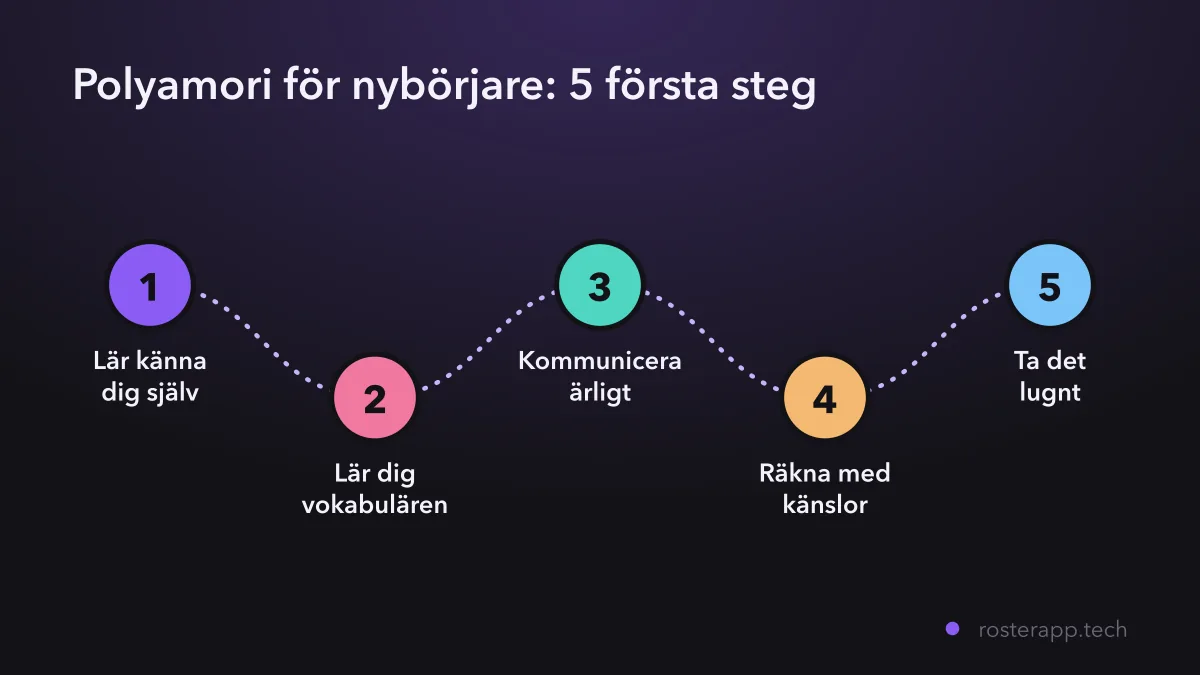 Polyamori för nybörjare: 5 första steg
1
Lär känna
dig själv
2
Lär dig
vokabulären
3
Kommunicera
ärligt
4
Räkna med
känslor
5
Ta det
lugnt
rosterapp.tech